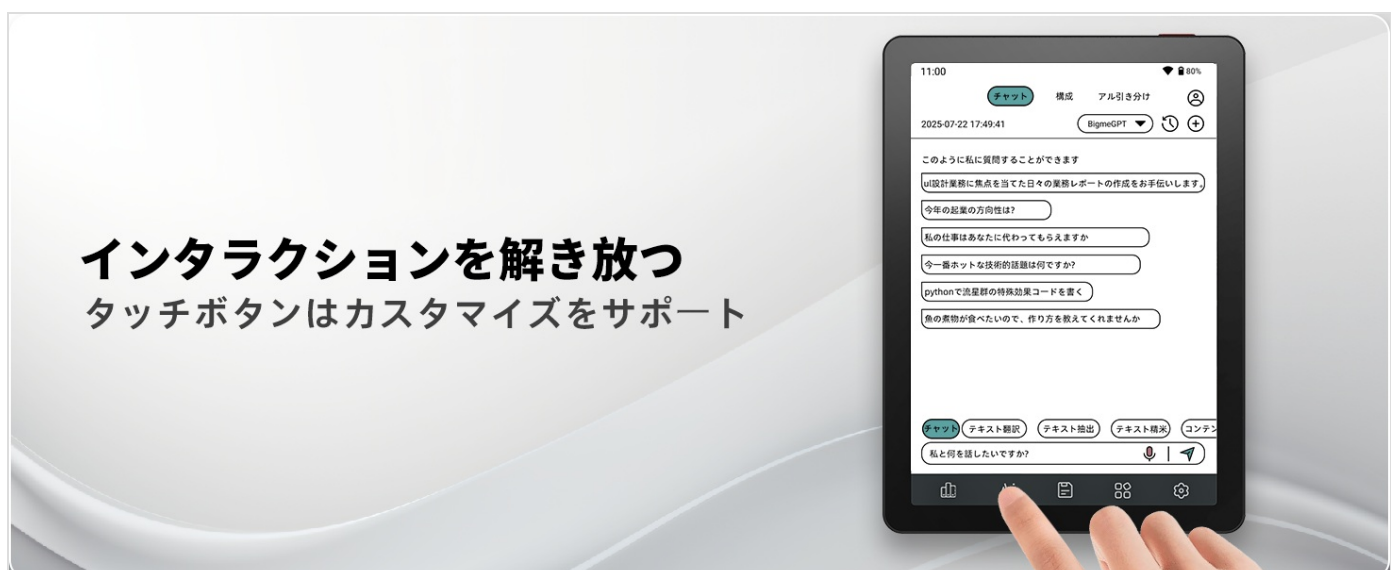 インタラクションを解き放つ
タッチボタンはカスタマイズをサポート
11:00
80%
チャット 構成 アル引き分け
2025-07-22 17:49:41
BigmeGPT
このように私に質問することができます
uI設計業務に焦点を当てた日々の業務レポートの作成をお手伝いします。
今年の起業の方向性は?
私の仕事はあなたに代わってもらえますか
今一番ホットな技術的話題は何ですか?
pythonで流星群の特殊効果コードを書く
魚の煮物が食べたいので、作り方を教えてくれませんか
チャット テキスト翻訳 テキスト抽出 テキスト精米 コンテン
私と何を話したいですか?